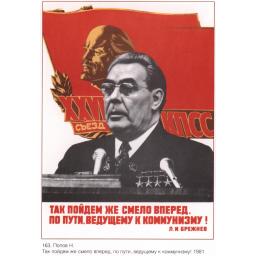 XXVI
СЪЕЗД
КПСС
ТАК ПОЙДЕМ ЖЕ СМЕЛО ВПЕРЕД,
ПО ПУТИ, ВЕДУЩЕМУ К КОММУНИЗМУ!
Л. И. БРЕЖНЕВ
163. Попов Н.
Так пойдем же смело вперед, по пути, ведущему к коммунизму! 1981